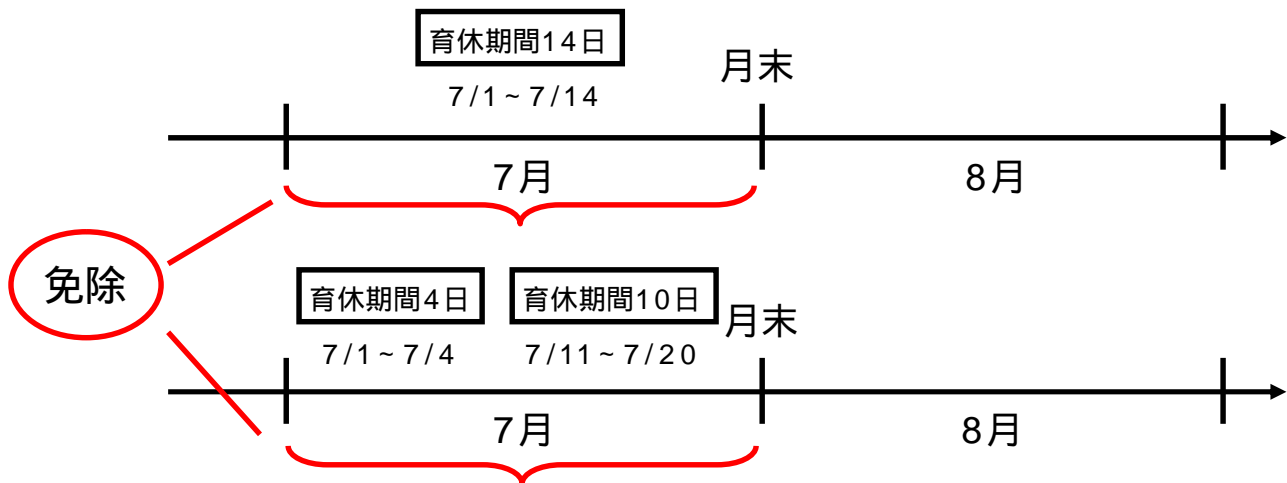 育休期間14日
月末
7/1~7/14
7月
8月
免除
育休期間4日
育休期間10日
月末
7/1~7/4
7/11~7/20
7月
8月